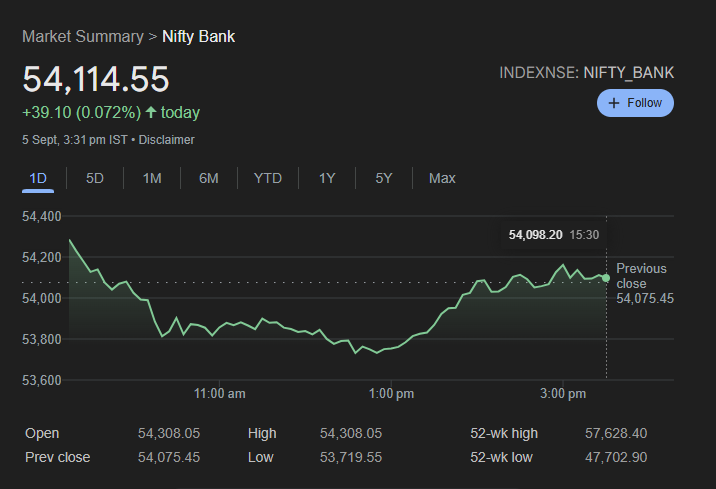 Market Summary > Nifty Bank
54,114.55
INDEXNSE: NIFTY_BANK
+39.10 (0.072%) ↑ today
+ Follow
5 Sept, 3:31 pm IST • Disclaimer
1D 5D 1M 6M YTD 1Y 5Y Max
54,400
54,098.20 15:30
54,200
Previous
close
54,075.45
54,000
53,800
53,600
11:00 am 1:00 pm 3:00 pm
Open 54,308.05 High 54,308.05 52-wk high 57,628.40
Prev close 54,075.45 Low 53,719.55 52-wk low 47,702.90